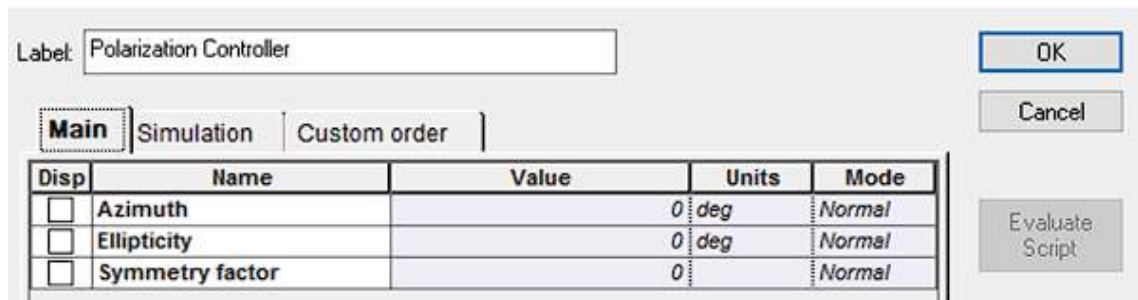 Label: Polarization Controller
OK
Cancel
Main Simulation Custom order
Disp Name Value Units Mode
Azimuth 0 deg Normal
Ellipticity 0 deg Normal
Symmetry factor 0 Normal
Evaluate
Script